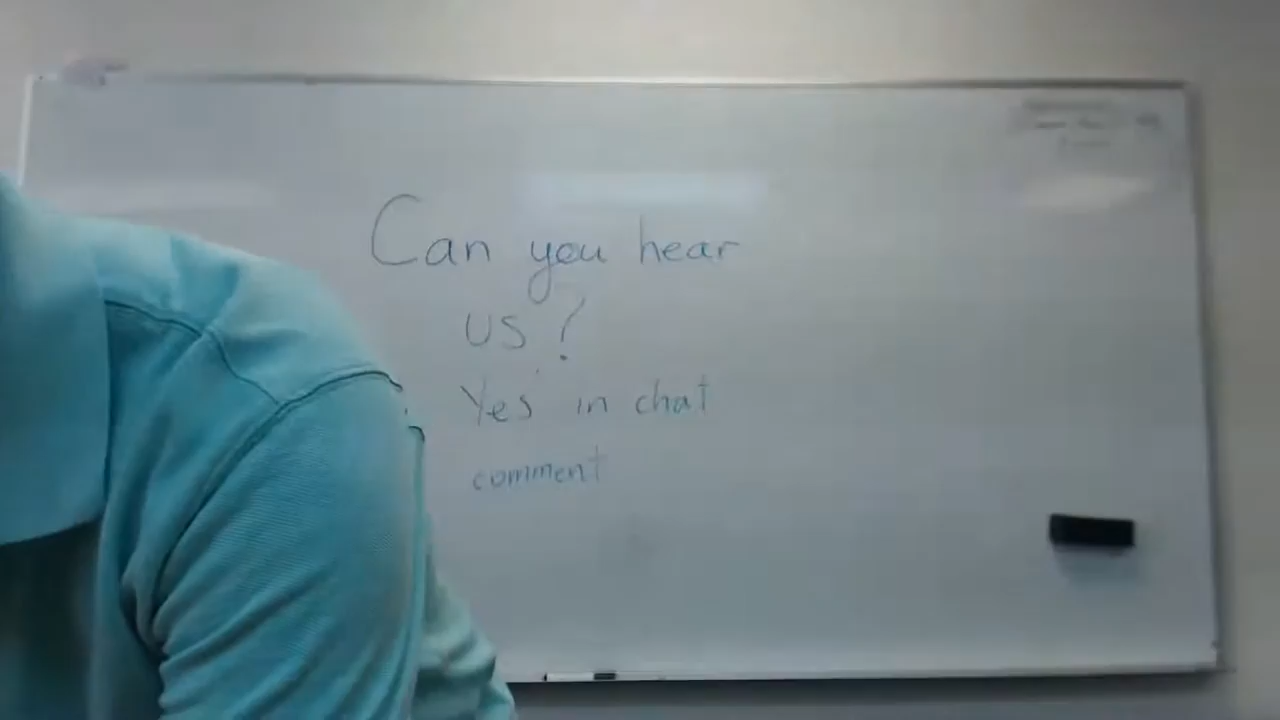 Can you hear
us?
Yes in chat
comment